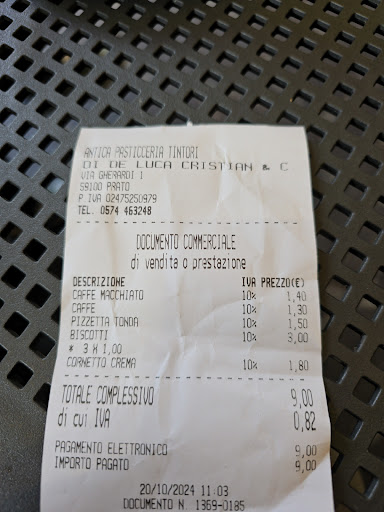 ANTICA PASTICCERIA TINTORI
DI DE LUCA CRISTIAN & C
VIA GHERARDI 1
59100 PRATO
P.IVA 02475250979
TEL. 0574 463248
DOCUMENTO COMMERCIALE
di vendita o prestazione
DESCRIZIONE IVA PREZZO(€)
CAFFE MACCHIATO 10% 1,40
CAFFE 10% 1,30
PIZZETTA TONDA 10% 1,50
BISCOTTI 10% 3,00
* 3 X 1,00
CORNETTO CREMA 10% 1,80
TOTALE COMPLESSIVO 9,00
di cui IVA 0,82
PAGAMENTO ELETTRONICO 9,00
IMPORTO PAGATO 9,00
20/10/2024 11:03
DOCUMENTO N. 1369-0185